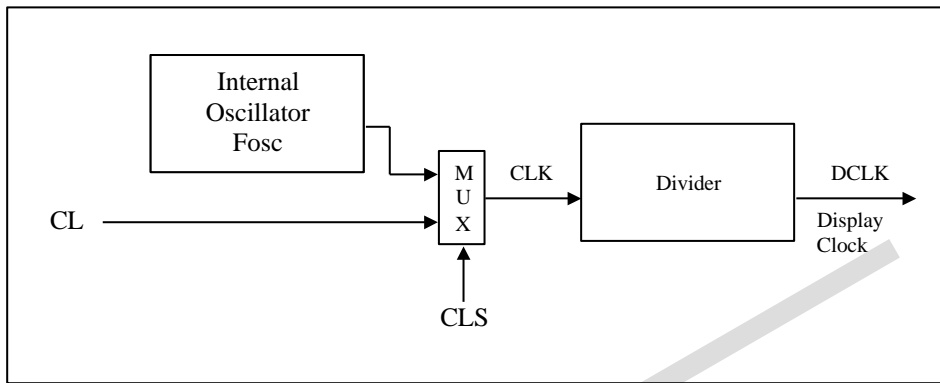 Internal
Oscillator
Fosc
M
U
X
CLK
Divider
DCLK
CL
Display
Clock
CLS